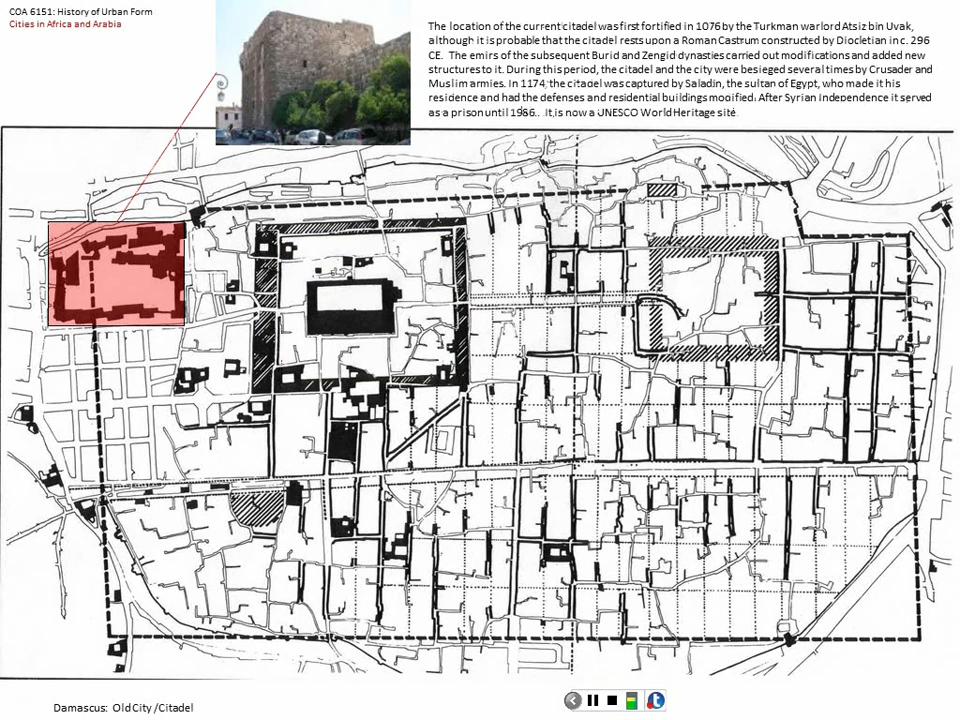 COA 6151: History of Urban Form
Cities in Africa and Arabia
The location of the current citadel was first fortified in 1076 by the Turkman warlord Atsiz bin Uvak,
although it is probable that the citadel rests upon a Roman Castrum constructed by Diocletian in c. 296
CE. The emirs of the subsequent Burid and Zengid dynasties carried out modifications and added new
structures to it. During this period, the citadel and the city were besieged several times by Crusader and
Muslim armies. In 1174, the citadel was captured by Saladin, the sultan of Egypt, who made it his
residence and had the defenses and residential buildings modified. After Syrian Independence it served
as a prison until 1986. It is now a UNESCO World Heritage site
Damascus: Old City /Citadel